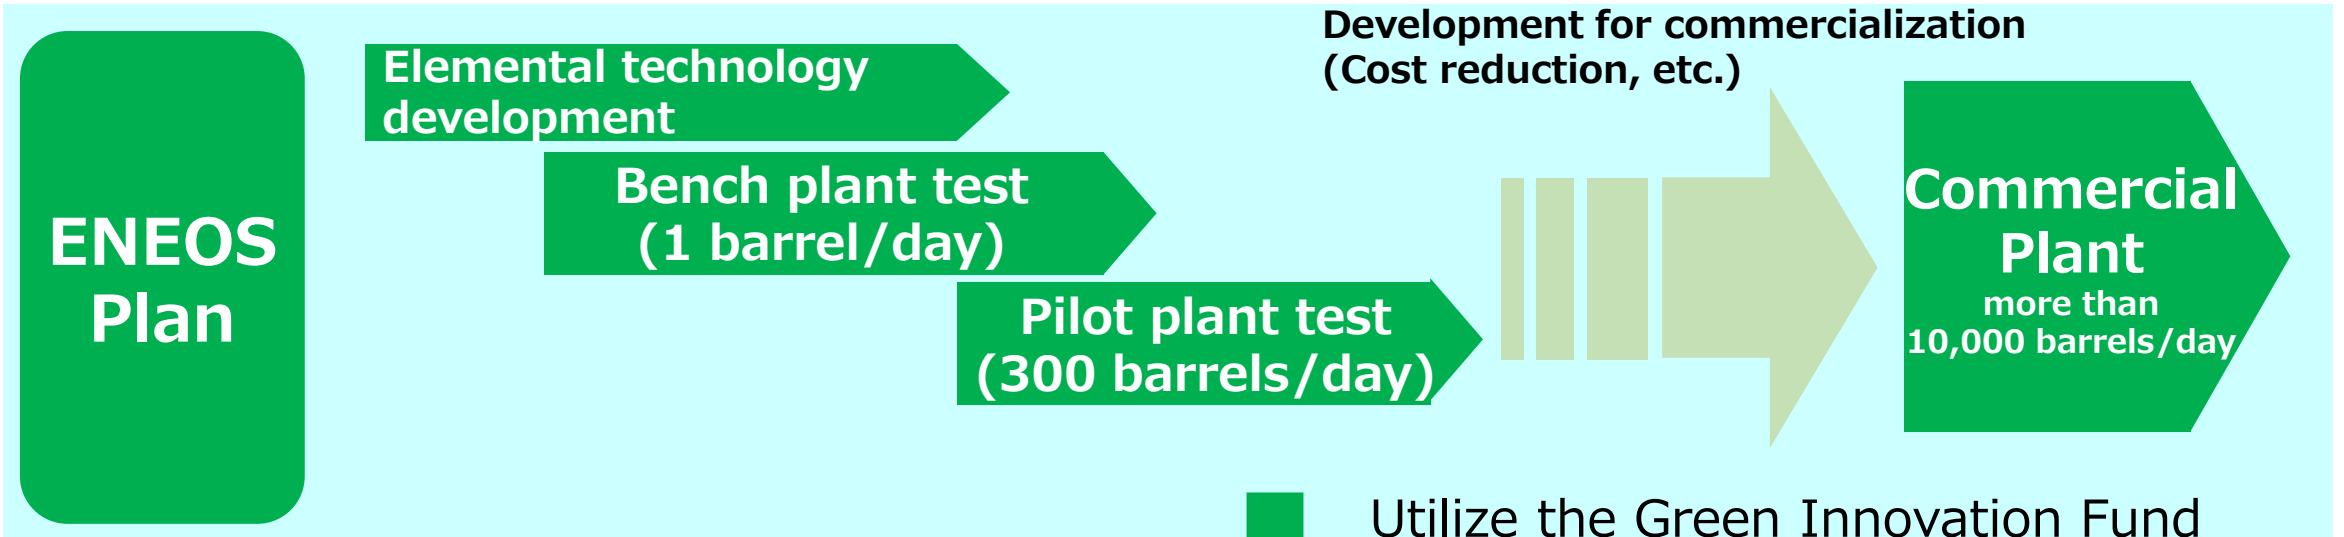 ENEOS
Plan
Elemental technology
development
Bench plant test
(1 barrel/day)
Pilot plant test
(300 barrels/day)
Development for commercialization
(Cost reduction, etc.)
Commercial
Plant
more than
10,000 barrels/day
Utilize the Green Innovation Fund